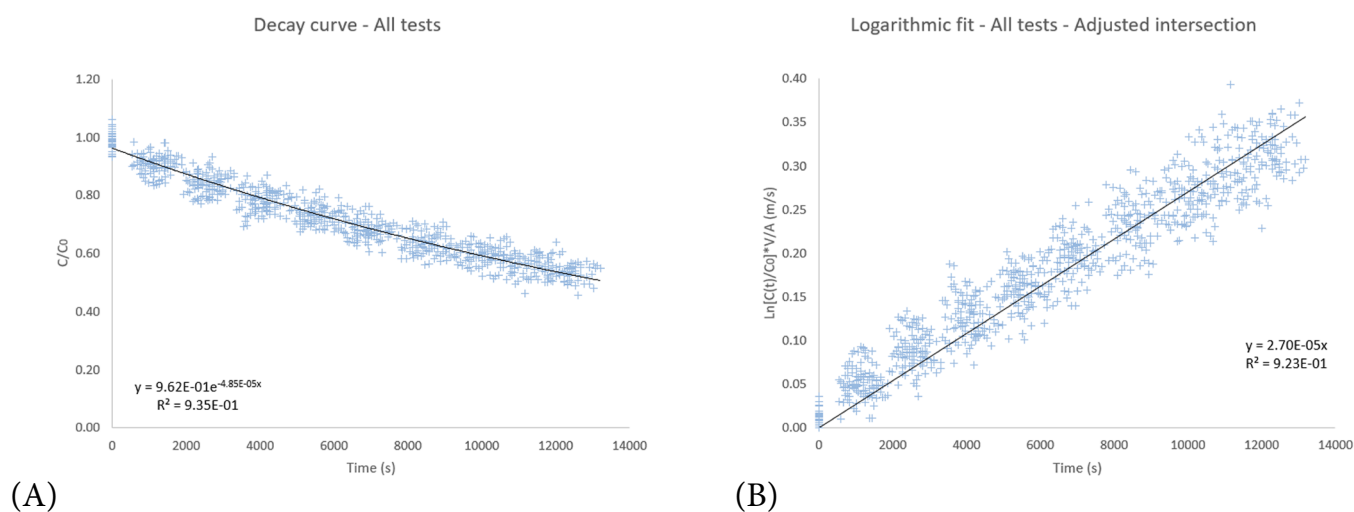 Decay curve - All tests
1.20
1.00
0.80
0.60
0.40
0.20
0.00
C/Co
y = 9.62E-01e-4.85E-05x
R² = 9.35E-01
0 2000 4000 6000 8000 10000 12000 14000
Time (s)
(A)
Logarithmic fit - All tests - Adjusted intersection
0.40
0.35
0.30
0.25
0.20
0.15
0.10
0.05
0.00
Ln[C(t)/Co]*V/A (m/s)
y = 2.70E-05x
R² = 9.23E-01
0 2000 4000 6000 8000 10000 12000 14000
Time (s)
(B)